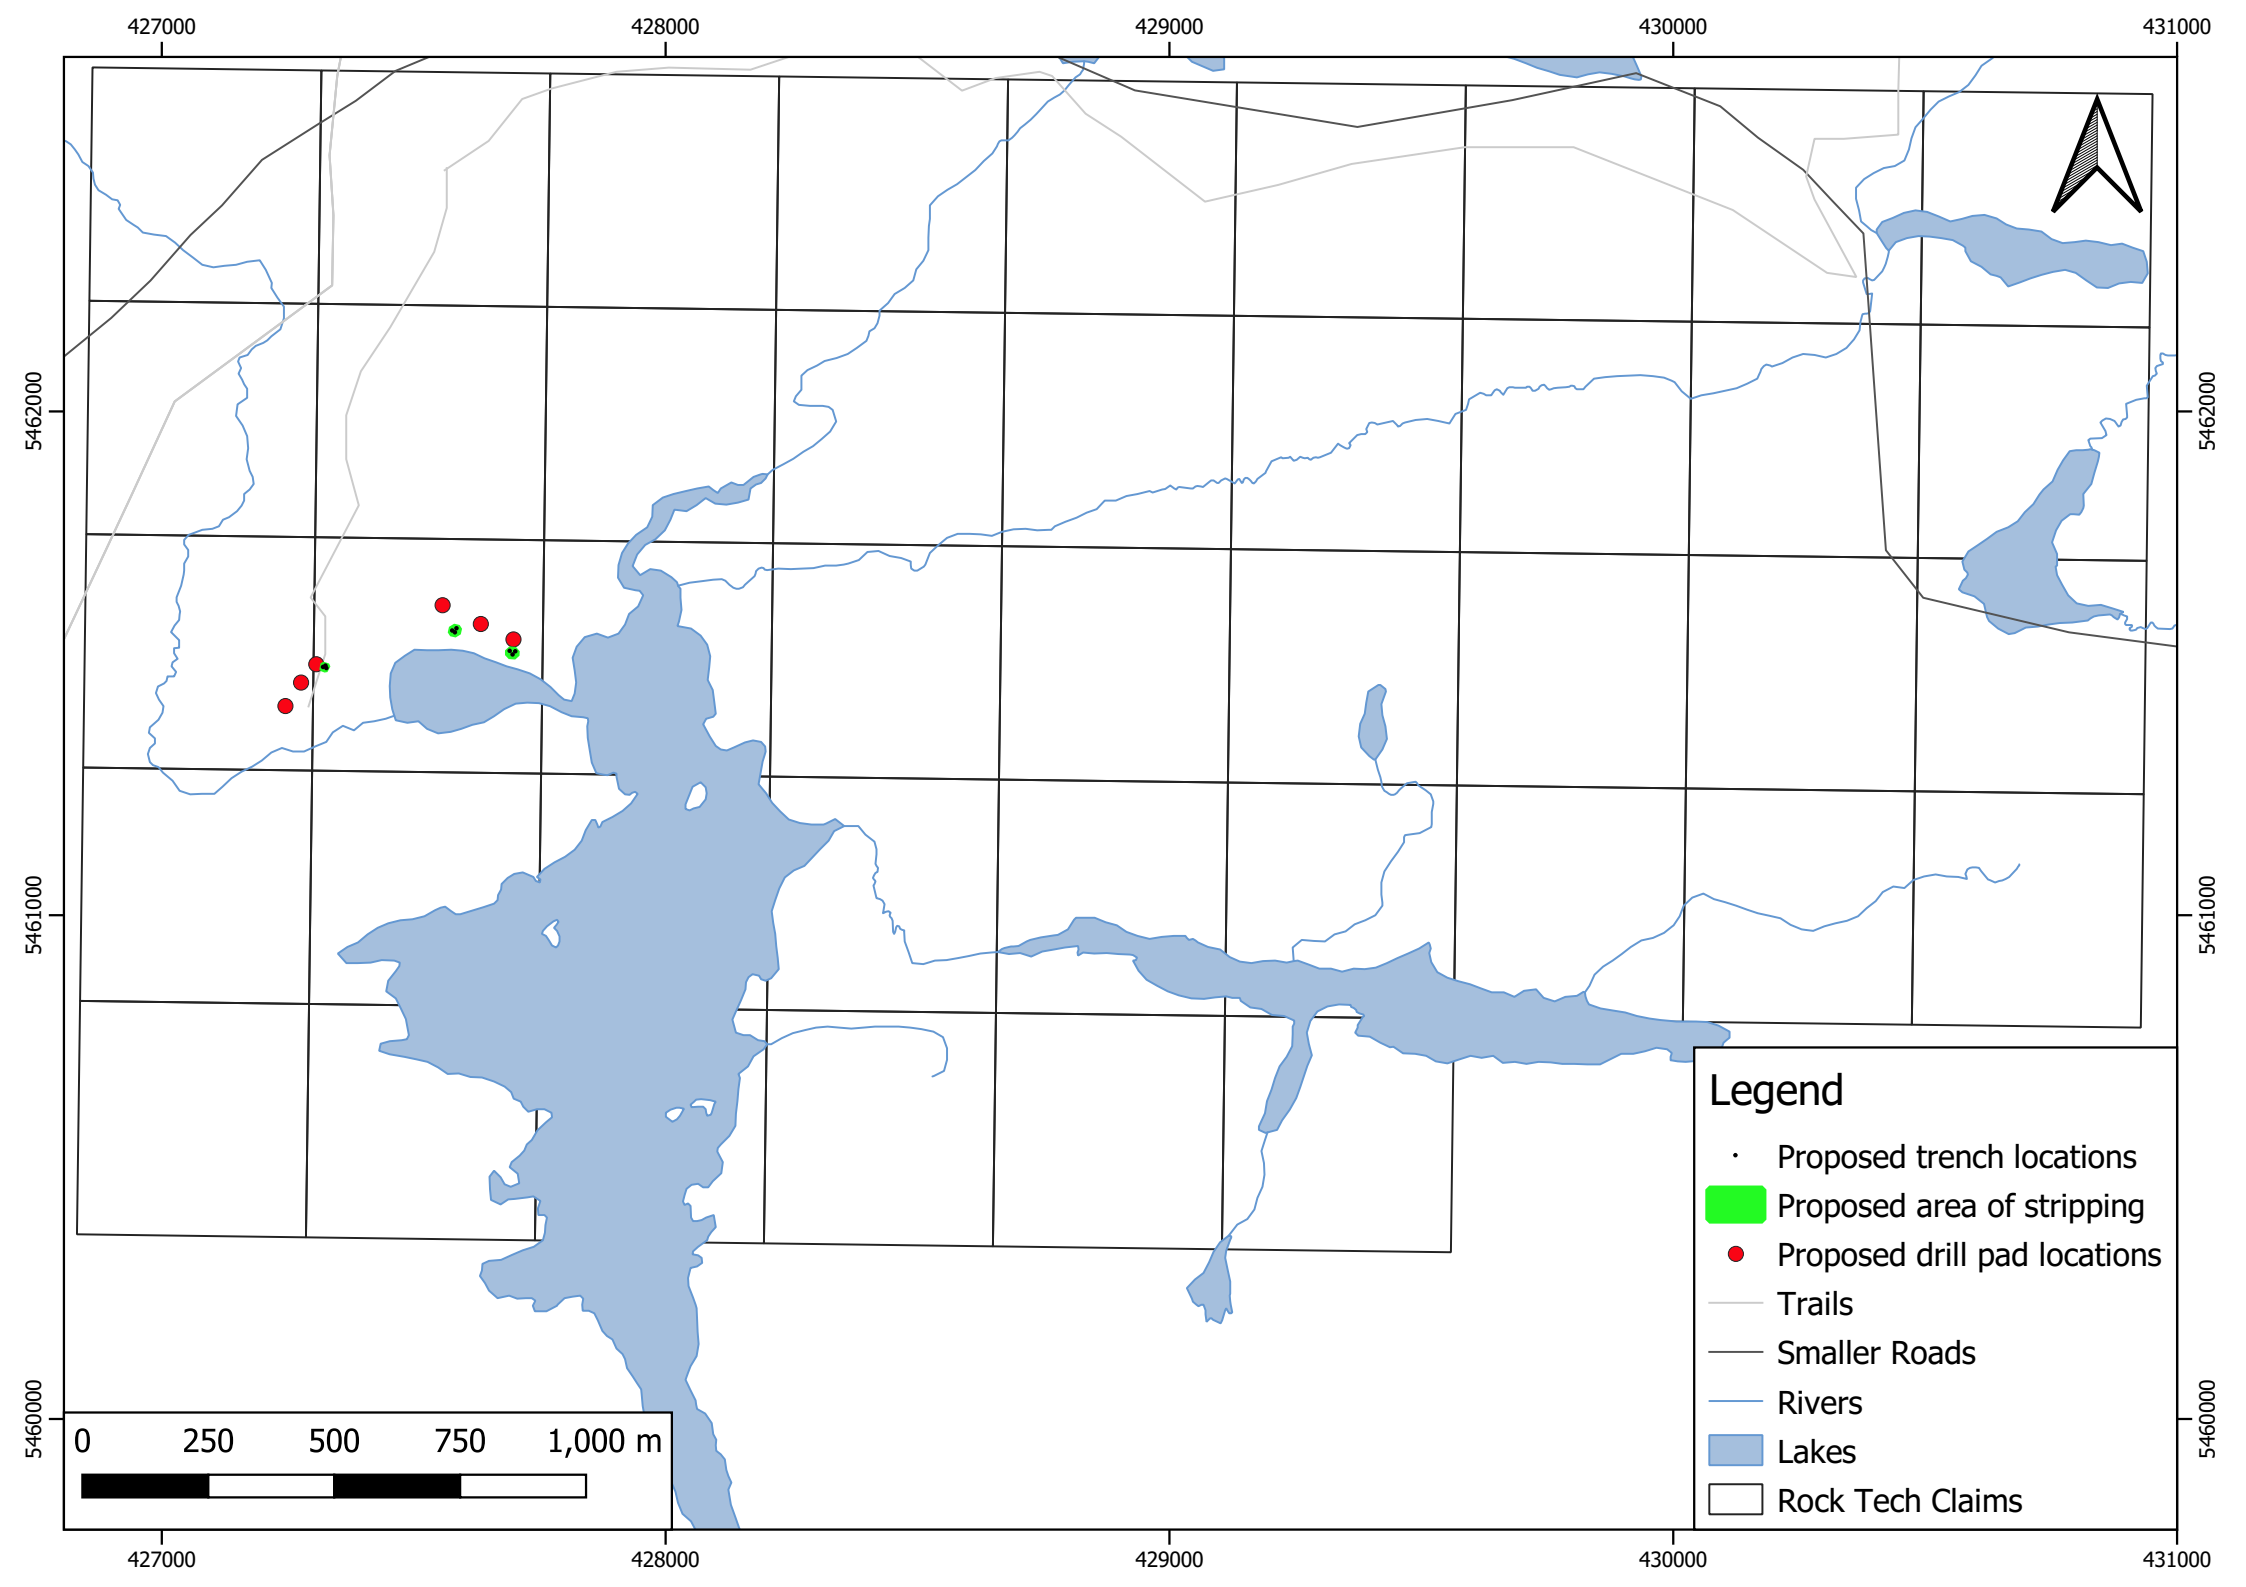 427000 428000 429000 430000 431000
5462000 5462000
5461000 5461000
5460000 5460000
Legend
Proposed trench locations
Proposed area of stripping
Proposed drill pad locations
Trails
Smaller Roads
Rivers
Lakes
Rock Tech Claims
0 250 500 750 1,000 m
427000 428000 429000 430000 431000